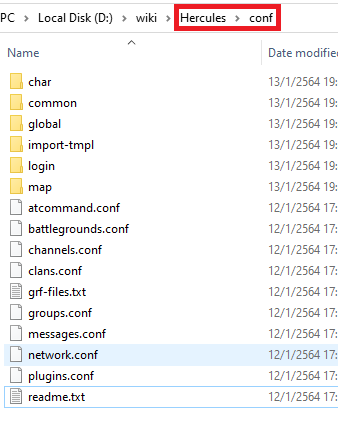 PC > Local Disk (D:) > wiki > Hercules > conf
Name Date modified
char 13/1/2564 19
common 13/1/2564 19
global 13/1/2564 19
import-tmpl 13/1/2564 19
login 13/1/2564 19
map 13/1/2564 19
atcommand.conf 12/1/2564 17
battlegrounds.conf 12/1/2564 17
channels.conf 12/1/2564 17
clans.conf 12/1/2564 17
grf-files.txt 12/1/2564 17
groups.conf 12/1/2564 17
messages.conf 12/1/2564 17
network.conf 12/1/2564 17
plugins.conf 12/1/2564 17
readme.txt 12/1/2564 17